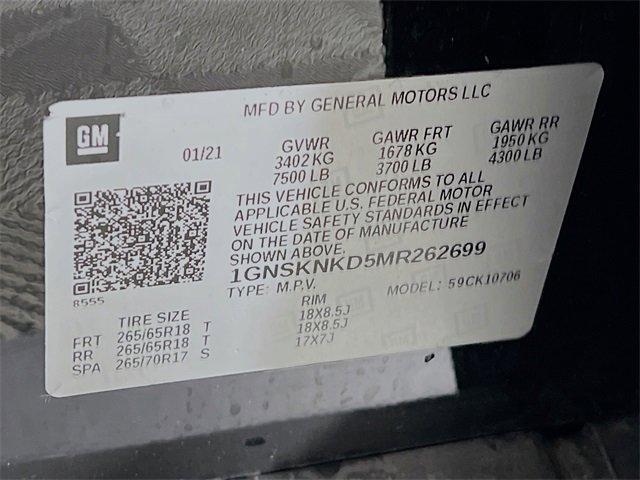 MFD BY GENERAL MOTORS LLC
GM
01/21
GVWR GAWR FRT GAWR RR
3402 KG 1678 KG 1950 KG
7500 LB 3700 LB 4300 LB
THIS VEHICLE CONFORMS TO ALL
APPLICABLE U.S. FEDERAL MOTOR
VEHICLE SAFETY STANDARDS IN EFFECT
ON THE DATE OF MANUFACTURE
SHOWN ABOVE.
1GNSKNKD5MR262699
8555
TYPE: M.P.V. MODEL: 59CK10706
TIRE SIZE RIM
FRT 265/65R18 T 18X8.5J
RR 265/65R18 T 18X8.5J
SPA 265/70R17 S 17X7J